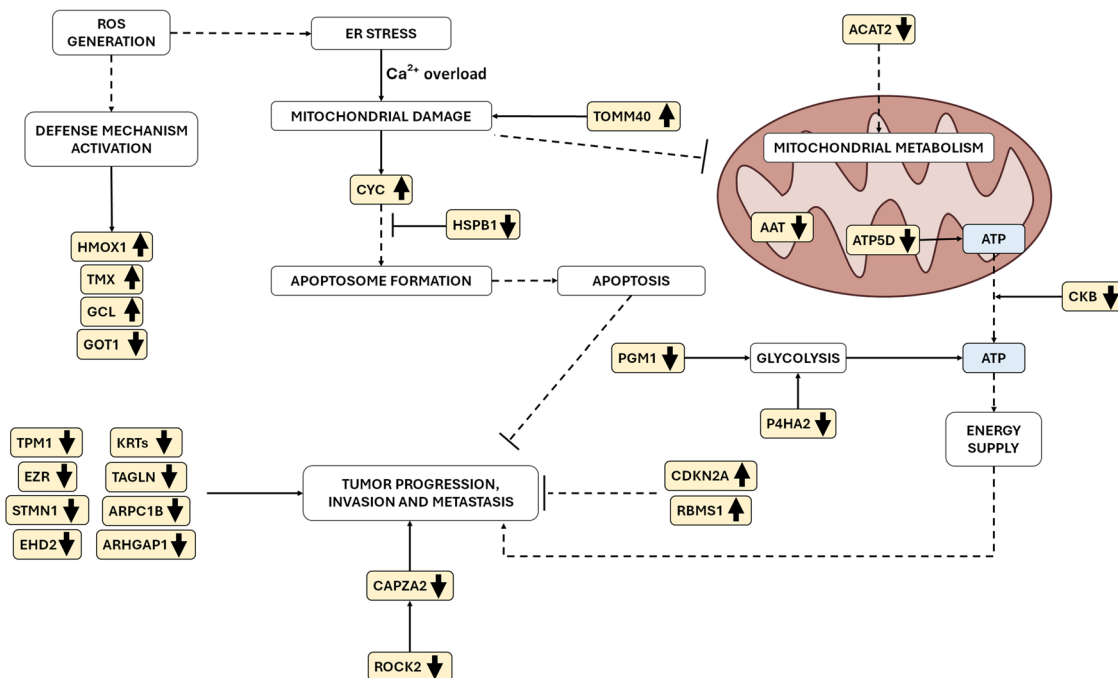 ROS
GENERATION
ER STRESS
ACAT2
Ca²⁺ overload
DEFENSE MECHANISM
ACTIVATION
MITOCHONDRIAL DAMAGE
TOMM40
MITOCHONDRIAL METABOLISM
CYC
HSPB1
AAT
ATP5D
ATP
HMOX1
TMX
GCL
GOT1
APOPTOSOME FORMATION
APOPTOSIS
CKB
PGM1
GLYCOLYSIS
ATP
P4HA2
ENERGY
SUPPLY
TPM1
KRTs
EZR
TAGLN
STMN1
ARPC1B
EHD2
ARHGAP1
TUMOR PROGRESSION,
INVASION AND METASTASIS
CDKN2A
RBMS1
CAPZA2
ROCK2